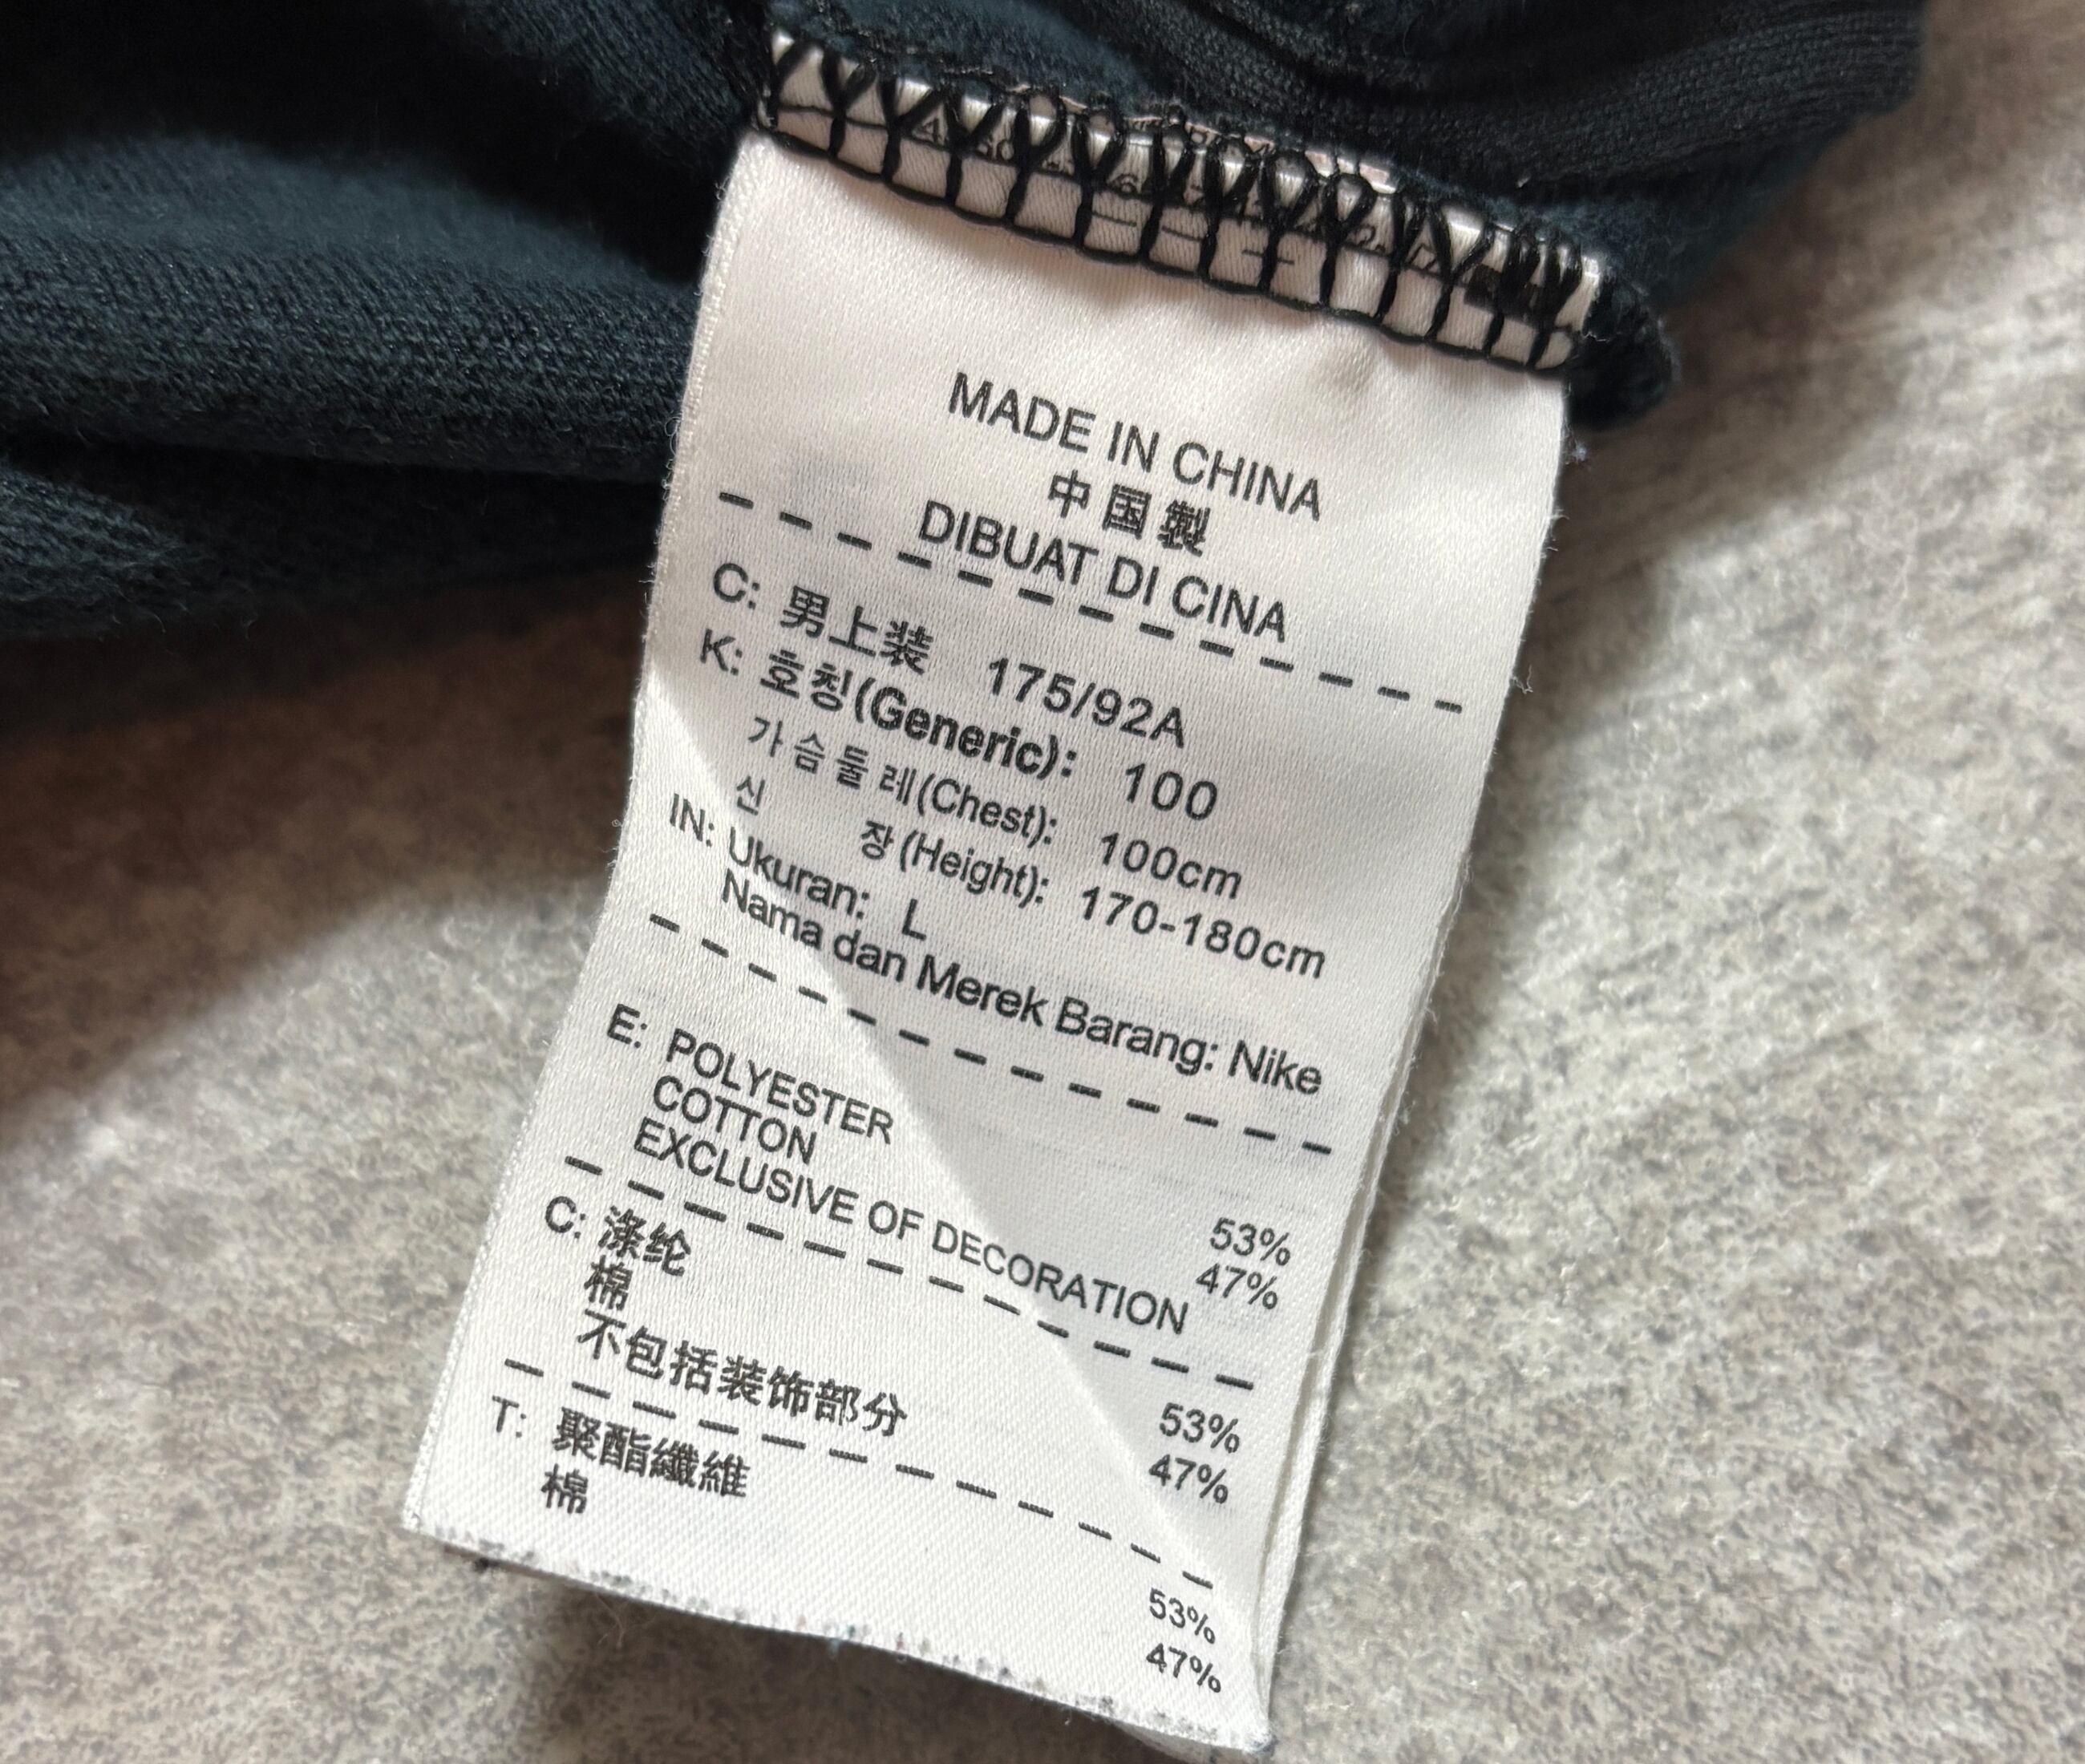 MADE IN CHINA
中国製
DIBUAT DI CINA
C: 男上装 175/92A
K: 호칭(Generic): 100
가슴둘레(Chest): 100cm
신 장(Height): 170-180cm
IN: Ukuran: L
Nama dan Merek Barang: Nike
E: POLYESTER 53%
COTTON 47%
EXCLUSIVE OF DECORATION
C: 涤纶 53%
棉 47%
不包括装饰部分
T: 聚酯纖維 53%
棉 47%